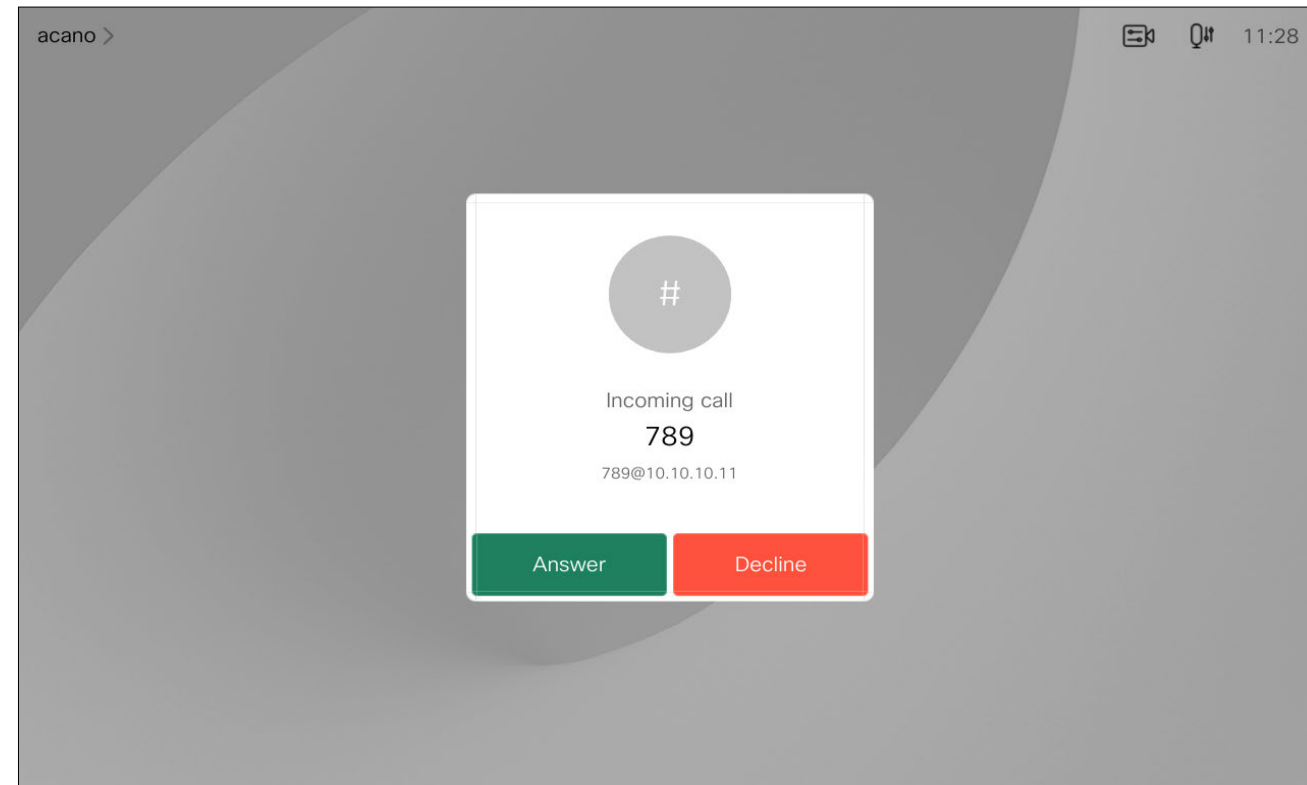 acano >
11:28
#
Incoming call
789
789@10.10.10.11
Answer
Decline